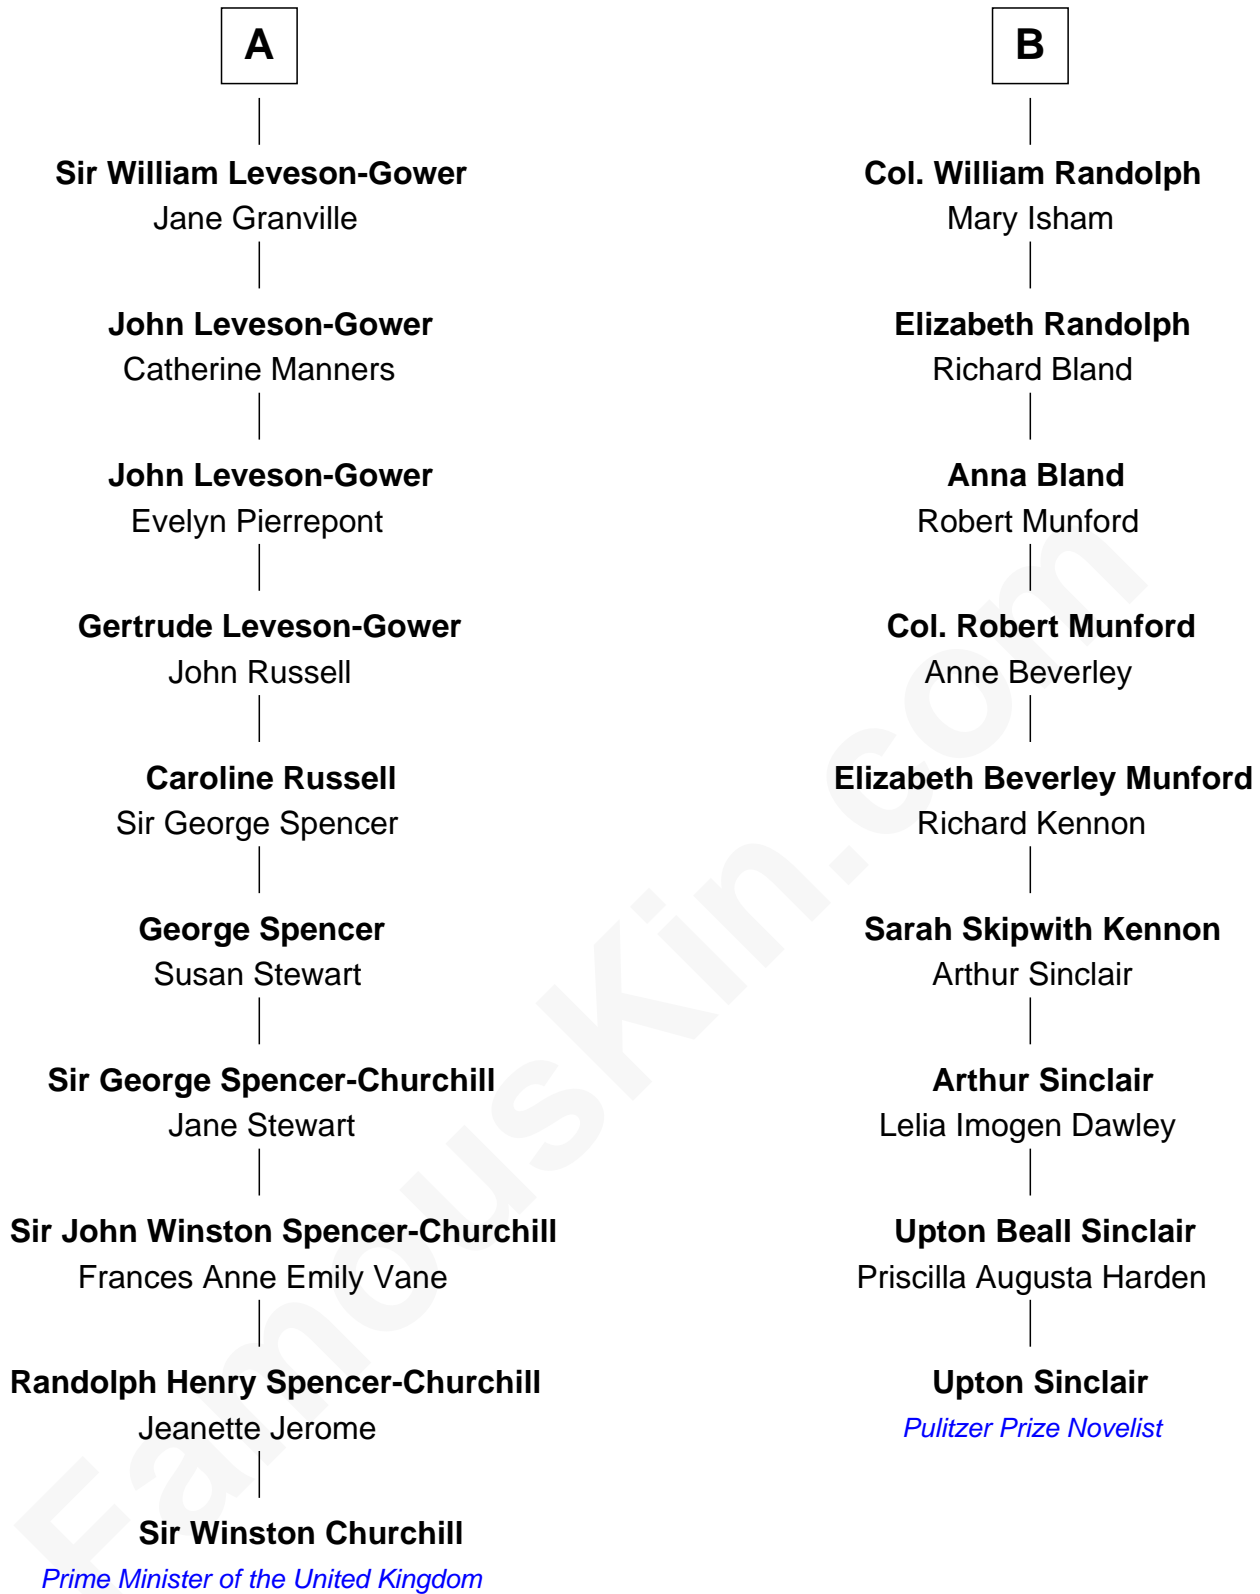 A
Sir William Leveson-Gower
Jane Granville
John Leveson-Gower
Catherine Manners
John Leveson-Gower
Evelyn Pierrepont
Gertrude Leveson-Gower
John Russell
Caroline Russell
Sir George Spencer
George Spencer
Susan Stewart
Sir George Spencer-Churchill
Jane Stewart
Sir John Winston Spencer-Churchill
Frances Anne Emily Vane
Randolph Henry Spencer-Churchill
Jeanette Jerome
Sir Winston Churchill
Prime Minister of the United Kingdom
B
Col. William Randolph
Mary Isham
Elizabeth Randolph
Richard Bland
Anna Bland
Robert Munford
Col. Robert Munford
Anne Beverley
Elizabeth Beverley Munford
Richard Kennon
Sarah Skipwith Kennon
Arthur Sinclair
Arthur Sinclair
Lelia Imogen Dawley
Upton Beall Sinclair
Priscilla Augusta Harden
Upton Sinclair
Pulitzer Prize Novelist
FamousKin.com